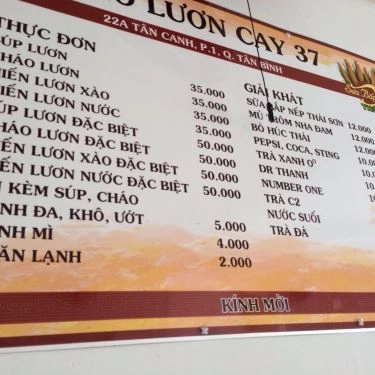 LƯƠN CAY 37
22A TÂN CANH, P.1, Q. TÂN BÌNH
THỰC ĐƠN
SÚP LƯƠN
CHÁO LƯƠN
MIẾN LƯƠN XÀO 35.000
MIẾN LƯƠN NƯỚC 35.000
SÚP LƯƠN ĐẶC BIỆT 35.000
CHÁO LƯƠN ĐẶC BIỆT 50.000
MIẾN LƯƠN XÀO ĐẶC BIỆT 50.000
MIẾN LƯƠN NƯỚC ĐẶC BIỆT 50.000
KÈM SÚP, CHÁO 50.000
BÁNH ĐA, KHÔ, ƯỚT
BÁNH MÌ 5.000
KHĂN LẠNH 4.000
2.000
GIẢI KHÁT
SỮA BẮP NẾP THÁI SƠN 12.000
MỦ TRÔM NHA ĐAM 12.000
BÒ HÚC THÁI 12.000
PEPSI, COCA, STING
TRÀ XANH 0°
DR THANH
NUMBER ONE
TRÀ C2
NƯỚC SUỐI
TRÀ ĐÁ
KÍNH MỜI